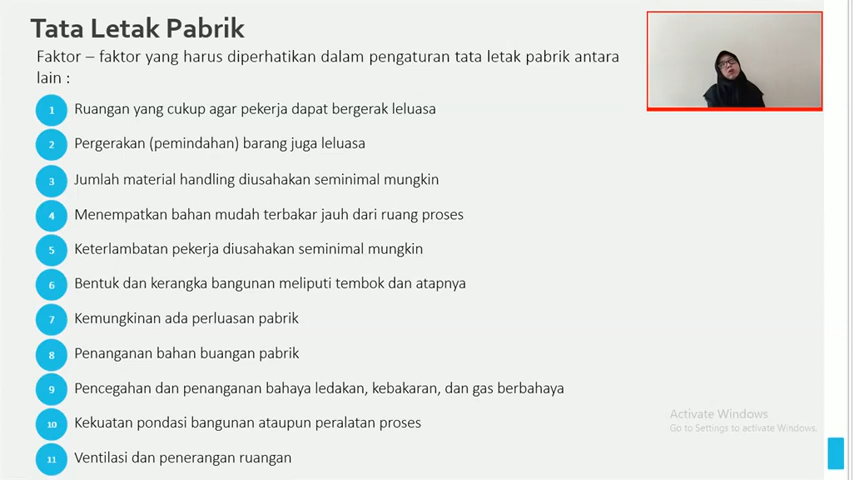 Tata Letak Pabrik
Faktor – faktor yang harus diperhatikan dalam pengaturan tata letak pabrik antara
lain :
1 Ruangan yang cukup agar pekerja dapat bergerak leluasa
2 Pergerakan (pemindahan) barang juga leluasa
3 Jumlah material handling diusahakan seminimal mungkin
4 Menempatkan bahan mudah terbakar jauh dari ruang proses
5 Keterlambatan pekerja diusahakan seminimal mungkin
6 Bentuk dan kerangka bangunan meliputi tembok dan atapnya
7 Kemungkinan ada perluasan pabrik
8 Penanganan bahan buangan pabrik
9 Pencegahan dan penanganan bahaya ledakan, kebakaran, dan gas berbahaya
10 Kekuatan pondasi bangunan ataupun peralatan proses
11 Ventilasi dan penerangan ruangan
Activate Windows
Go to Settings to activate Windows.